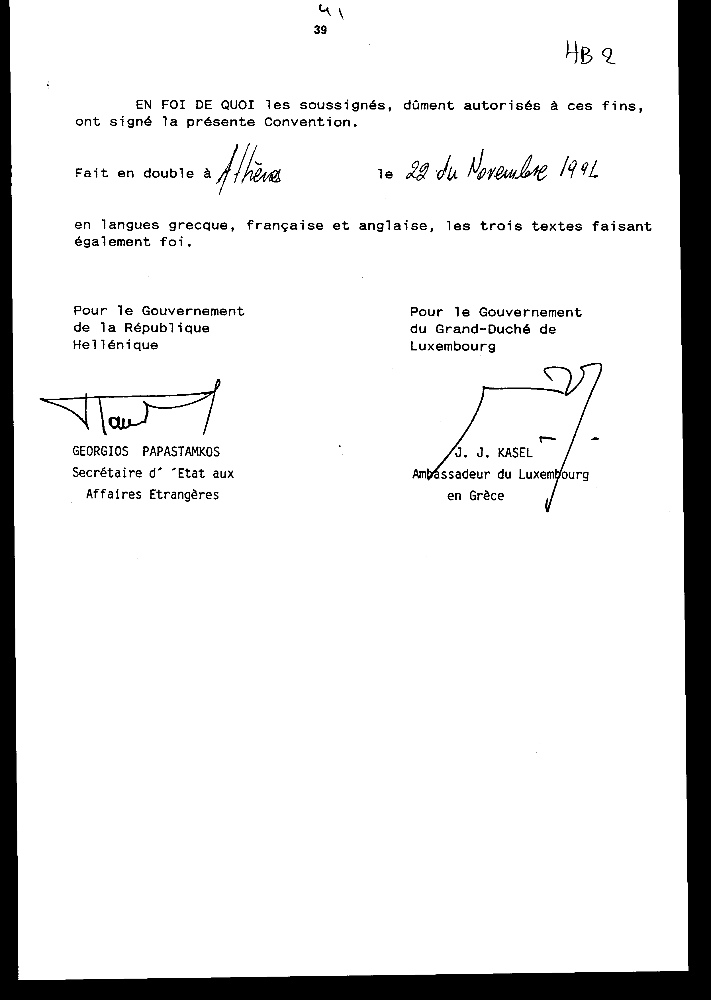 41
39
HB 2
EN FOI DE QUOI les soussignés, dûment autorisés à ces fins,
ont signé la présente Convention.
Fait en double à Athènes le 22 du Novembre 1991
en langues grecque, française et anglaise, les trois textes faisant
également foi.
Pour le Gouvernement
de la République
Hellénique
Pour le Gouvernement
du Grand-Duché de
Luxembourg
GEORGIOS PAPASTAMKOS
Secrétaire d´ ´Etat aux
Affaires Etrangères
J. J. KASEL
Ambassadeur du Luxembourg
en Grèce